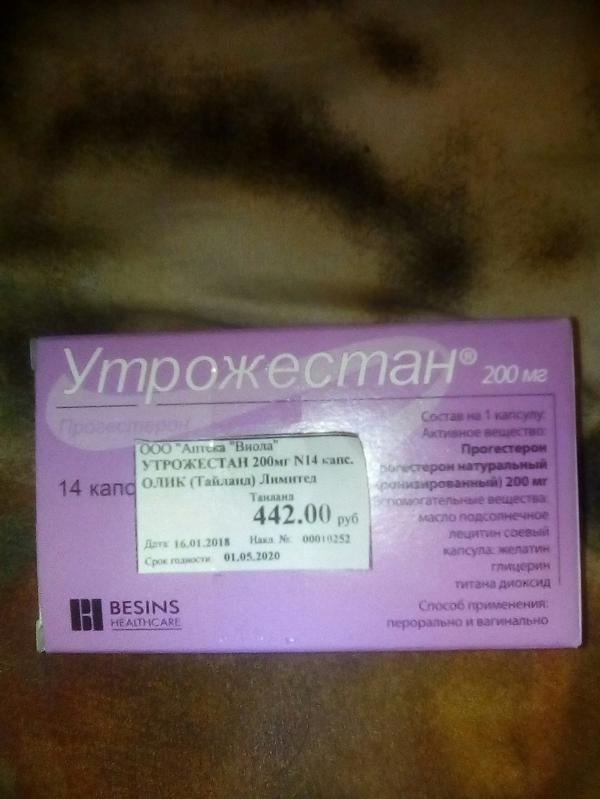 Утрожестан® 200 мг
Прогестерон
Состав на 1 капсулу:
Активное вещество:
Прогестерон
натуральный
200 мг
вспомогательные вещества:
масло подсолнечное
лецитин соевый
капсула: желатин
глицерин
титана диоксид
Способ применения:
перорально и вагинально
14 капс
ООО "Аптека "Виола"
УТРОЖЕСТАН 200мг N14 капс.
ОЛИК (Тайланд) Лимитед
Таиланд
442.00 руб
Дата: 16.01.2018 Накл. №: 00010252
Срок годности: 01.05.2020
BESINS
HEALTHCARE